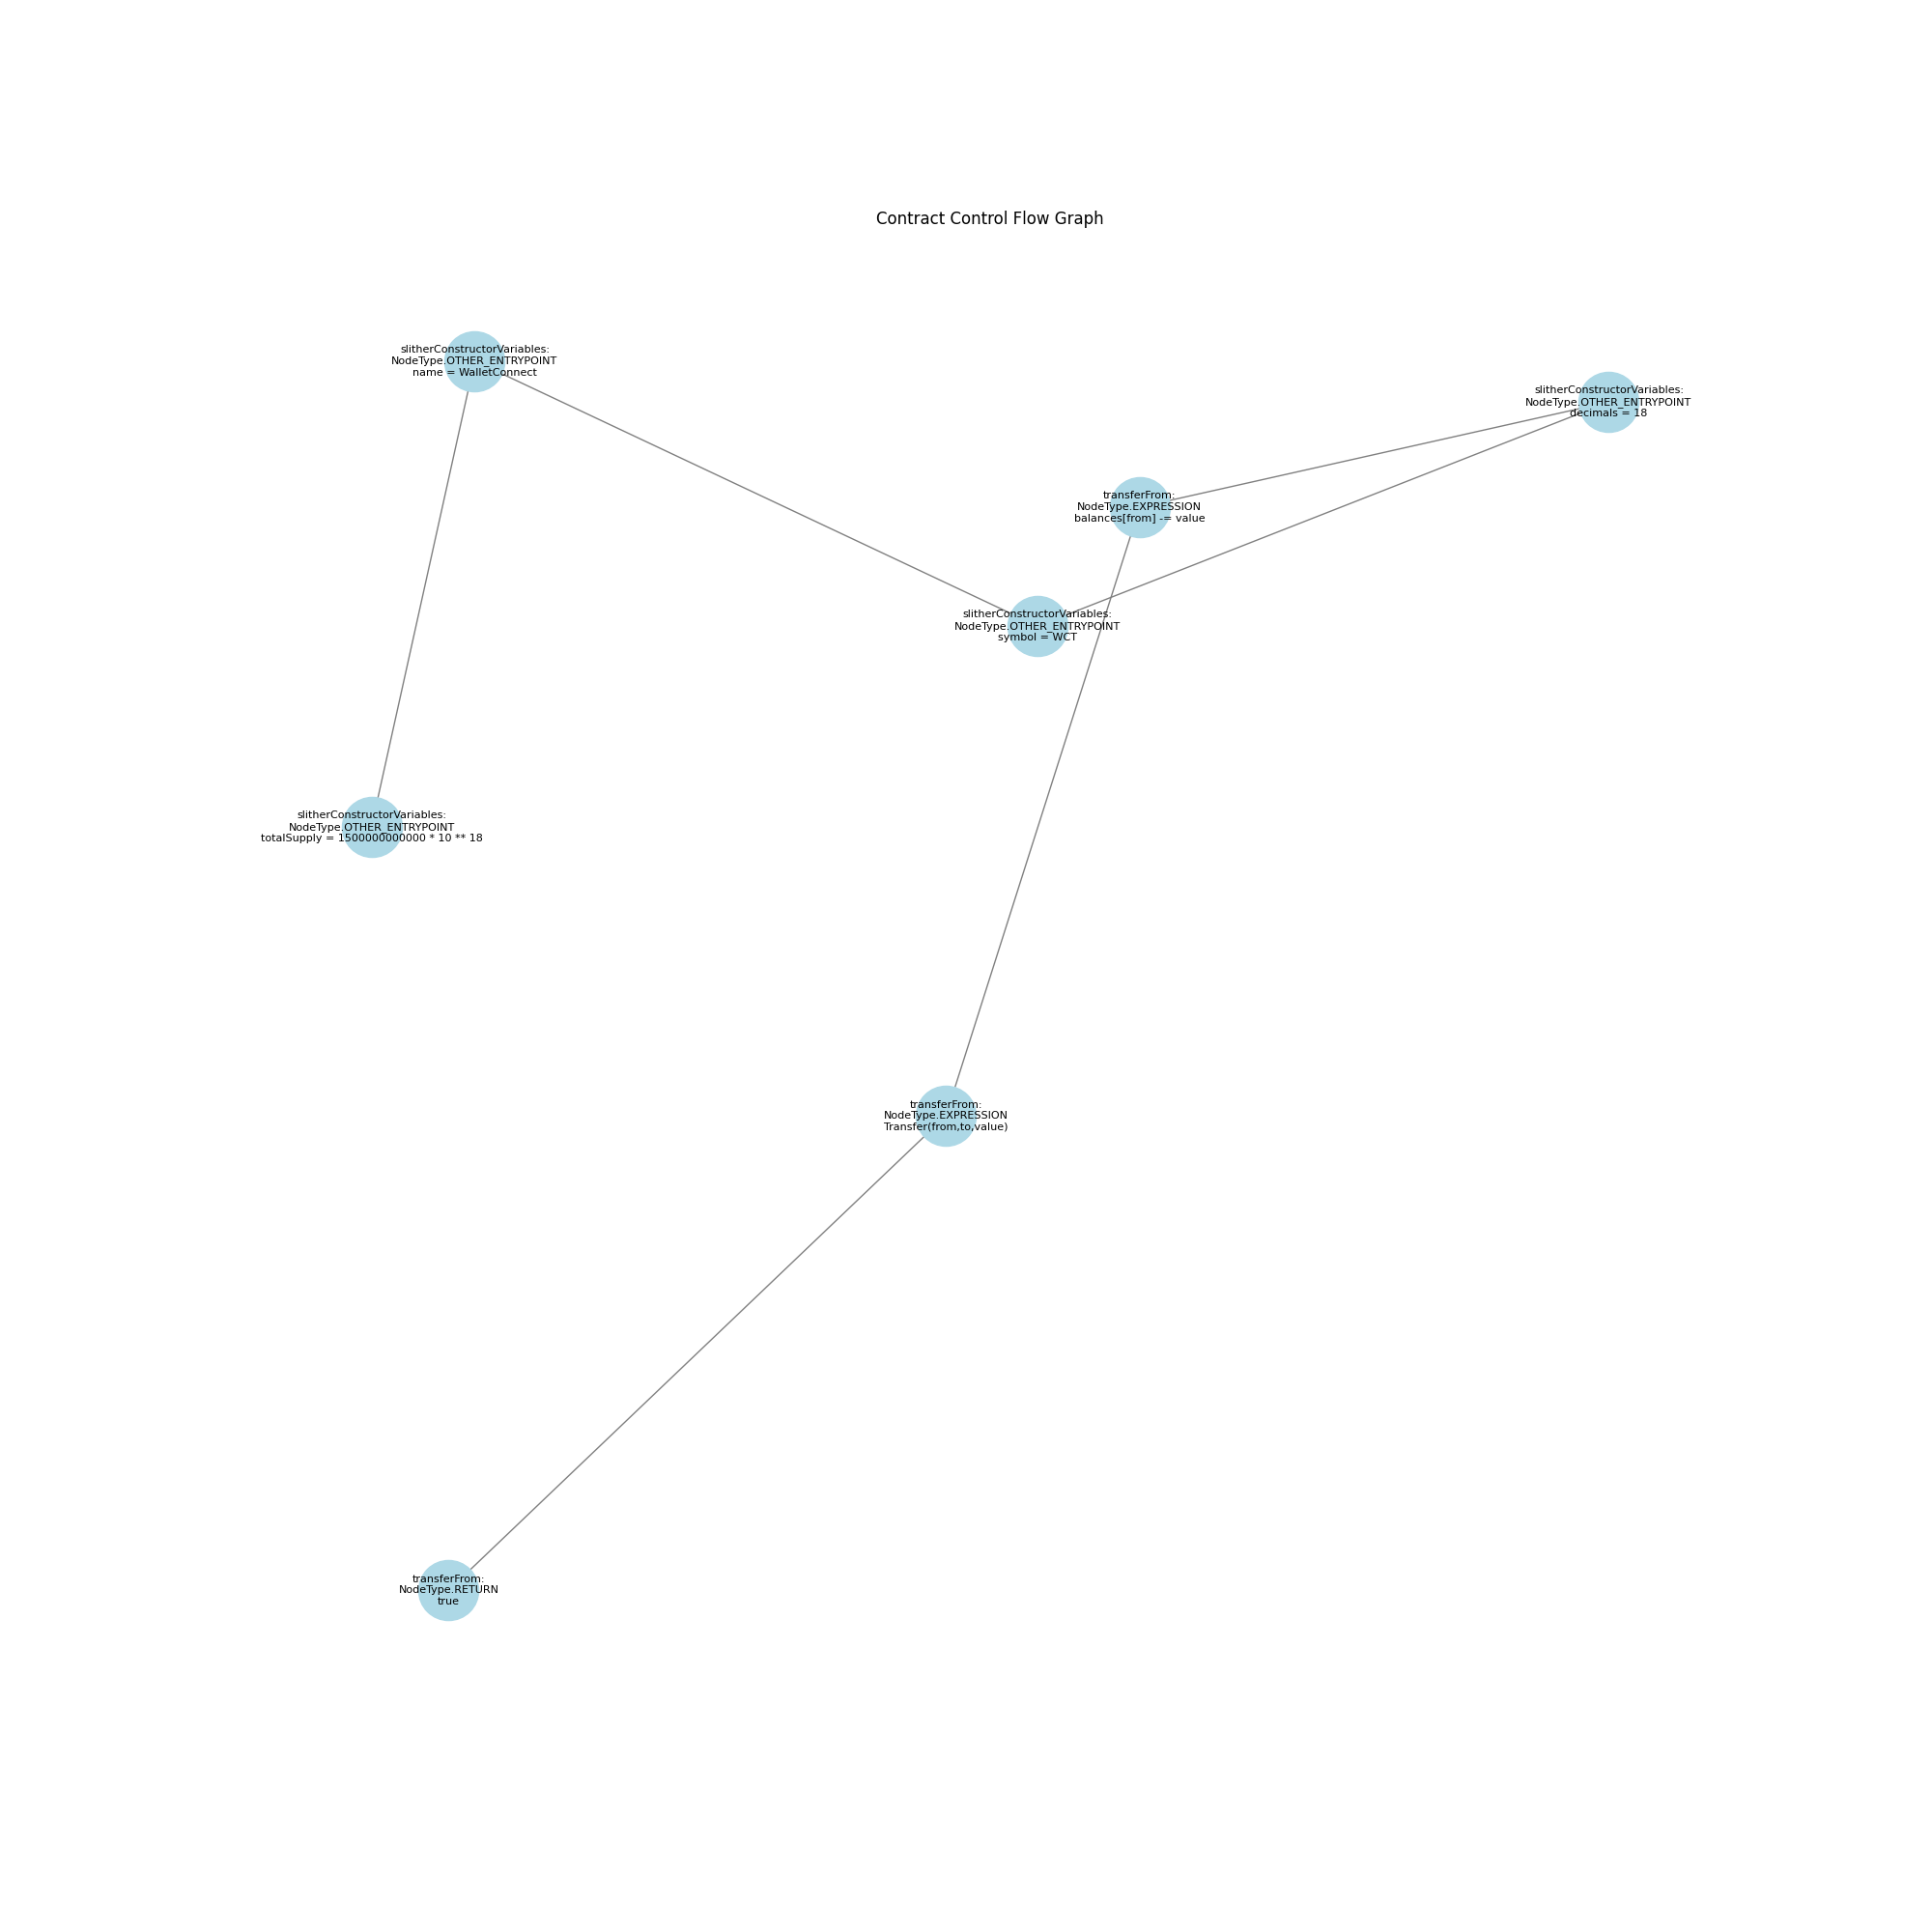 Contract Control Flow Graph
slitherConstructorVariables:
NodeType.OTHER_ENTRYPOINT
name = WalletConnect
slitherConstructorVariables:
NodeType.OTHER_ENTRYPOINT
decimals = 18
transferFrom:
NodeType.EXPRESSION
balances[from] -= value
slitherConstructorVariables:
NodeType.OTHER_ENTRYPOINT
symbol = WCT
slitherConstructorVariables:
NodeType.OTHER_ENTRYPOINT
totalSupply = 1500000000000 * 10 ** 18
transferFrom:
NodeType.EXPRESSION
Transfer(from,to,value)
transferFrom:
NodeType.RETURN
true